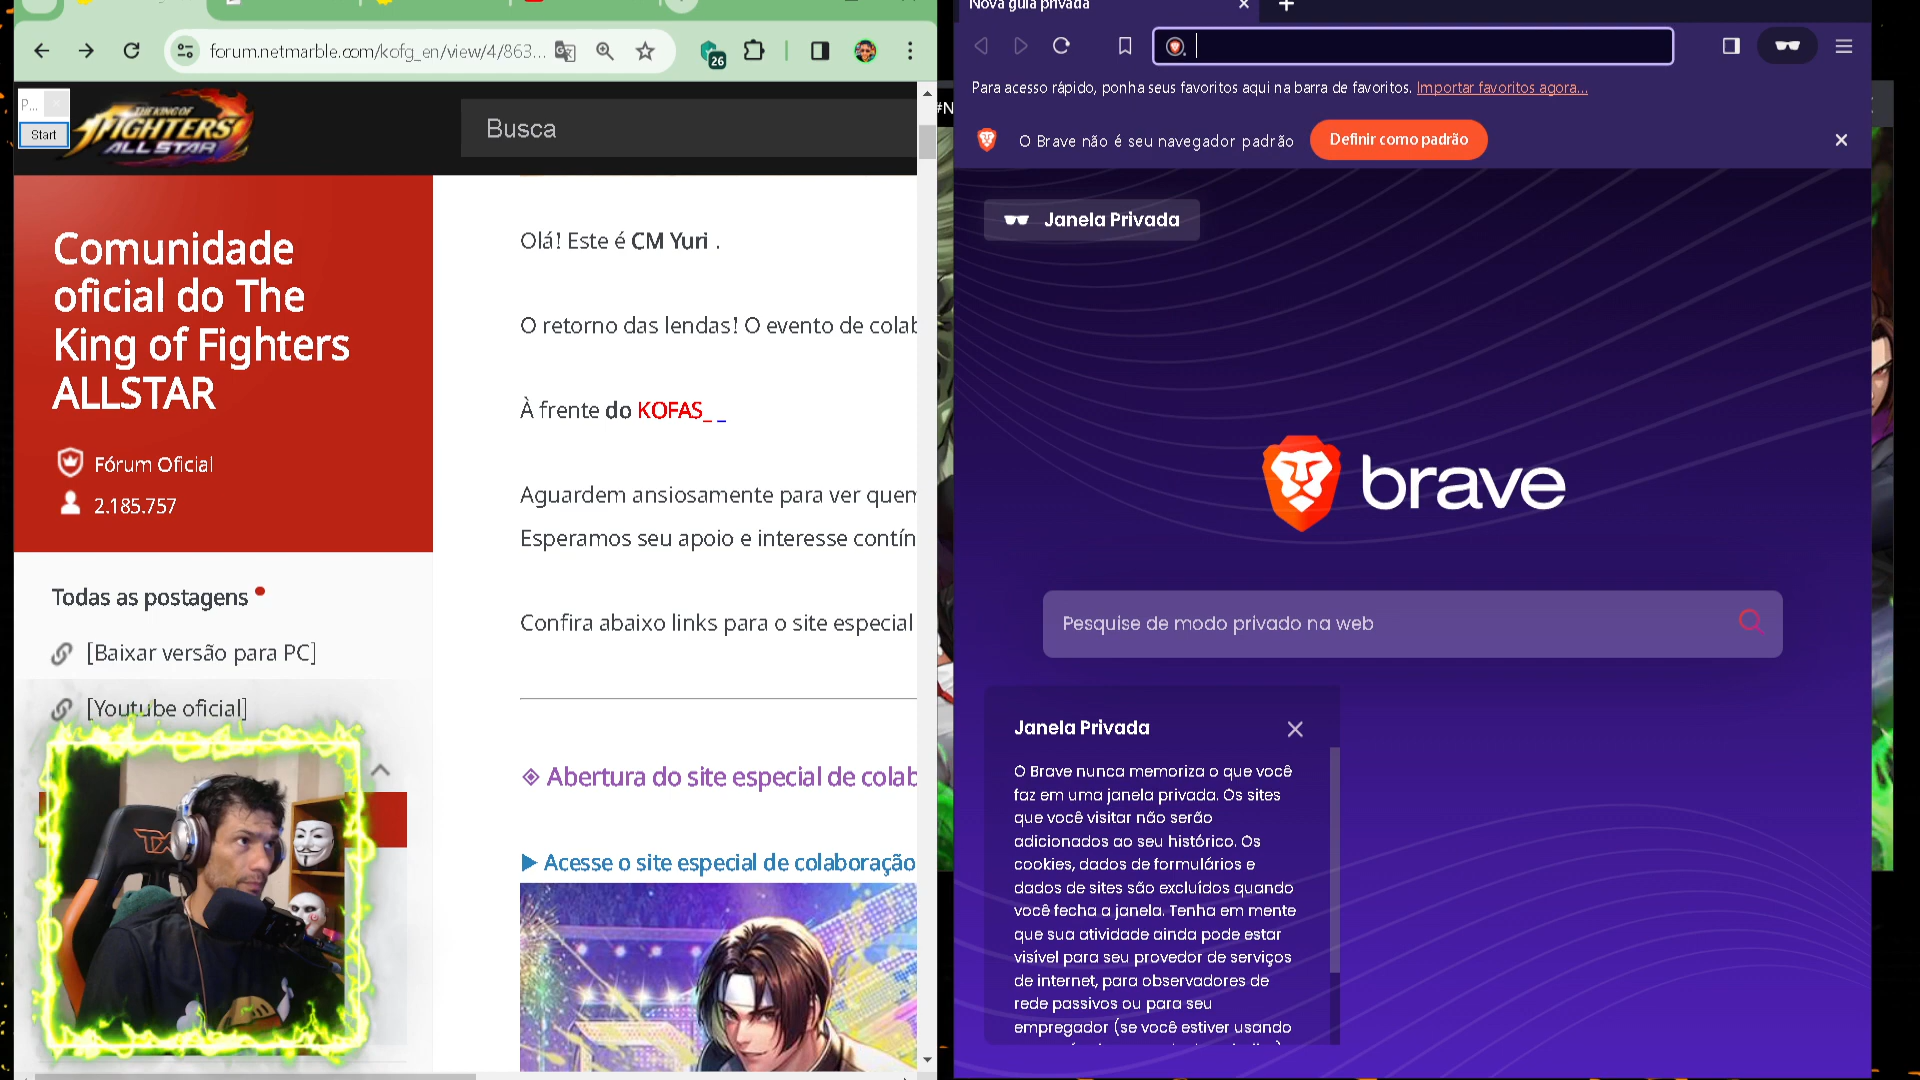 Nova guia privada
forum.netmarble.com/kofg_en/view/4/863...
26
P...
Start
THE KING OF
FIGHTERS
ALL STAR
Busca
Comunidade
oficial do The
King of Fighters
ALLSTAR
Fórum Oficial
2.185.757
Todas as postagens
[Baixar versão para PC]
[Youtube oficial]
Olá! Este é CM Yuri .
O retorno das lendas! O evento de colab
À frente do KOFAS_ _
Aguardem ansiosamente para ver quem
Esperamos seu apoio e interesse contín
Confira abaixo links para o site especial
◈ Abertura do site especial de colab
▶ Acesse o site especial de colaboração
#N
Para acesso rápido, ponha seus favoritos aqui na barra de favoritos. Importar favoritos agora...
O Brave não é seu navegador padrão
Definir como padrão
Janela Privada
brave
Pesquise de modo privado na web
Janela Privada
O Brave nunca memoriza o que você
faz em uma janela privada. Os sites
que você visitar não serão
adicionados ao seu histórico. Os
cookies, dados de formulários e
dados de sites são excluídos quando
você fecha a janela. Tenha em mente
que sua atividade ainda pode estar
visível para seu provedor de serviços
de internet, para observadores de
rede passivos ou para seu
empregador (se você estiver usando